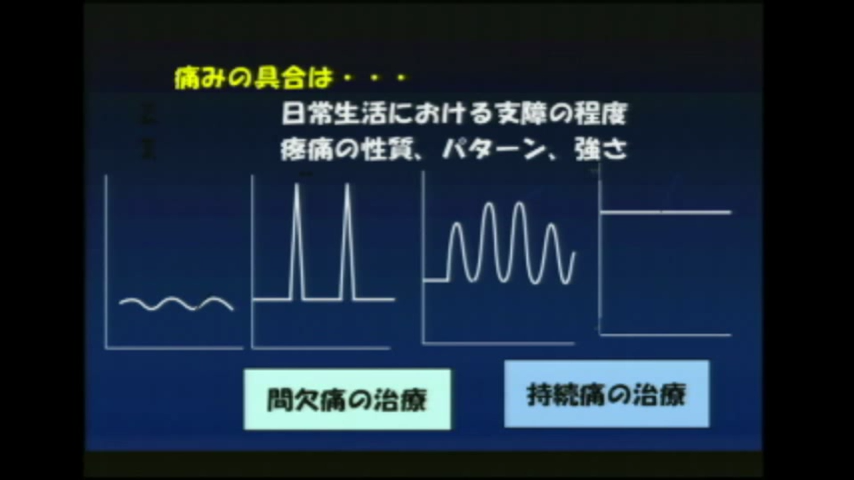 痛みの具合は・・・
日常生活における支障の程度
疼痛の性質、パターン、強さ
間欠痛の治療
持続痛の治療